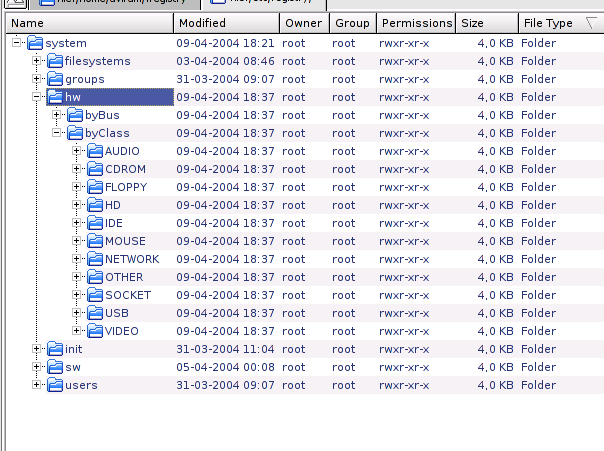 Name Modified Owner Group Permissions Size File Type
system 09-04-2004 18:21 root root rwxr-xr-x 4,0 KB Folder
filesystems 03-04-2004 08:46 root root rwxr-xr-x 4,0 KB Folder
groups 31-03-2004 09:07 root root rwxr-xr-x 4,0 KB Folder
hw 09-04-2004 18:37 root root rwxr-xr-x 4,0 KB Folder
byBus 09-04-2004 18:37 root root rwxr-xr-x 4,0 KB Folder
byClass 09-04-2004 18:37 root root rwxr-xr-x 4,0 KB Folder
AUDIO 09-04-2004 18:37 root root rwxr-xr-x 4,0 KB Folder
CDROM 09-04-2004 18:37 root root rwxr-xr-x 4,0 KB Folder
FLOPPY 09-04-2004 18:37 root root rwxr-xr-x 4,0 KB Folder
HD 09-04-2004 18:37 root root rwxr-xr-x 4,0 KB Folder
IDE 09-04-2004 18:37 root root rwxr-xr-x 4,0 KB Folder
MOUSE 09-04-2004 18:37 root root rwxr-xr-x 4,0 KB Folder
NETWORK 09-04-2004 18:37 root root rwxr-xr-x 4,0 KB Folder
OTHER 09-04-2004 18:37 root root rwxr-xr-x 4,0 KB Folder
SOCKET 09-04-2004 18:37 root root rwxr-xr-x 4,0 KB Folder
USB 09-04-2004 18:37 root root rwxr-xr-x 4,0 KB Folder
VIDEO 09-04-2004 18:37 root root rwxr-xr-x 4,0 KB Folder
init 31-03-2004 11:04 root root rwxr-xr-x 4,0 KB Folder
sw 05-04-2004 00:08 root root rwxr-xr-x 4,0 KB Folder
users 31-03-2004 09:07 root root rwxr-xr-x 4,0 KB Folder